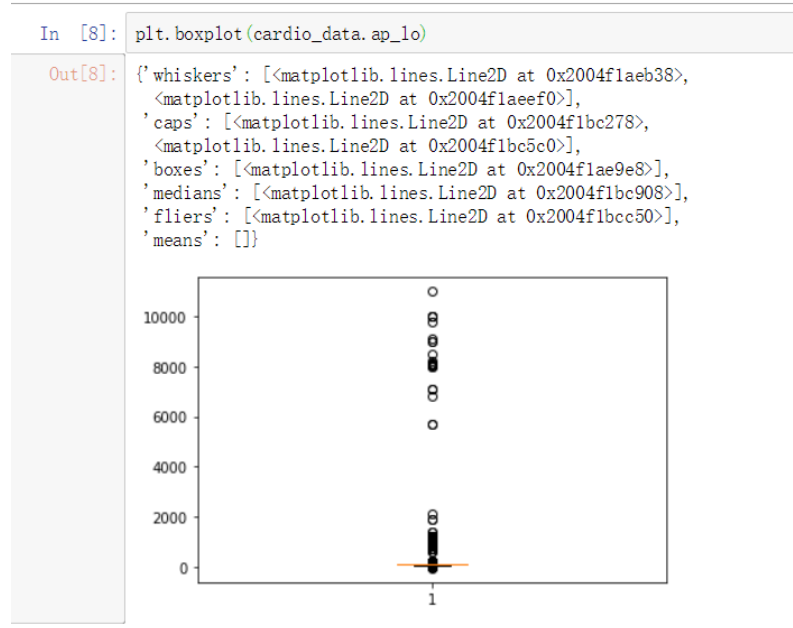 In [8]: plt.boxplot(cardio_data.ap_lo)
Out[8]: {'whiskers': [<matplotlib.lines.Line2D at 0x2004f1aeb38>,
<matplotlib.lines.Line2D at 0x2004f1aeef0>],
'caps': [<matplotlib.lines.Line2D at 0x2004f1bc278>,
<matplotlib.lines.Line2D at 0x2004f1bc5c0>],
'boxes': [<matplotlib.lines.Line2D at 0x2004f1ae9e8>],
'medians': [<matplotlib.lines.Line2D at 0x2004f1bc908>],
'fliers': [<matplotlib.lines.Line2D at 0x2004f1bcc50>],
'means': []}
10000
8000
6000
4000
2000
0
1